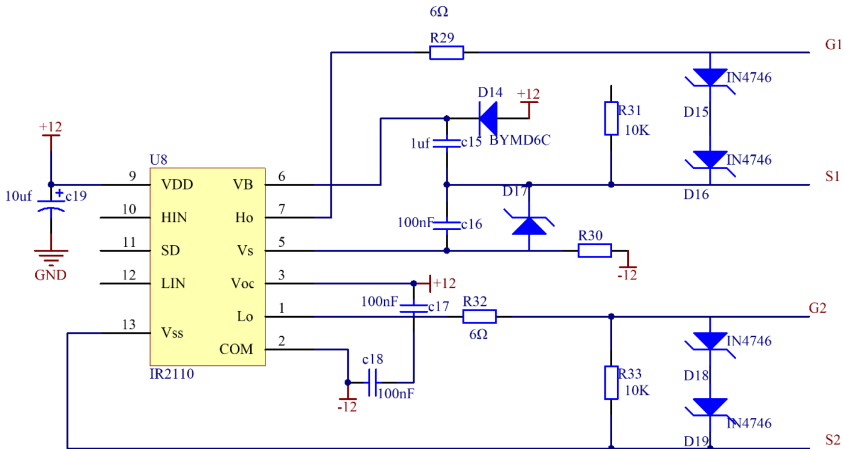 6Ω
R29
G1
IN4746
D14
+12
R31
D15
+12
BYMD6C
10K
1uf
c15
U8
IN4746
9
VDD
VB
6
D17
S1
10uf
c19
D16
10
HIN
Ho
7
100nF
c16
11
SD
Vs
5
R30
GND
-12
12
LIN
Voc
3
+12
100nF
c17
R32
G2
Lo
1
13
Vss
6Ω
IN4746
COM
2
c18
R33
D18
IR2110
100nF
10K
-12
IN4746
D19
S2